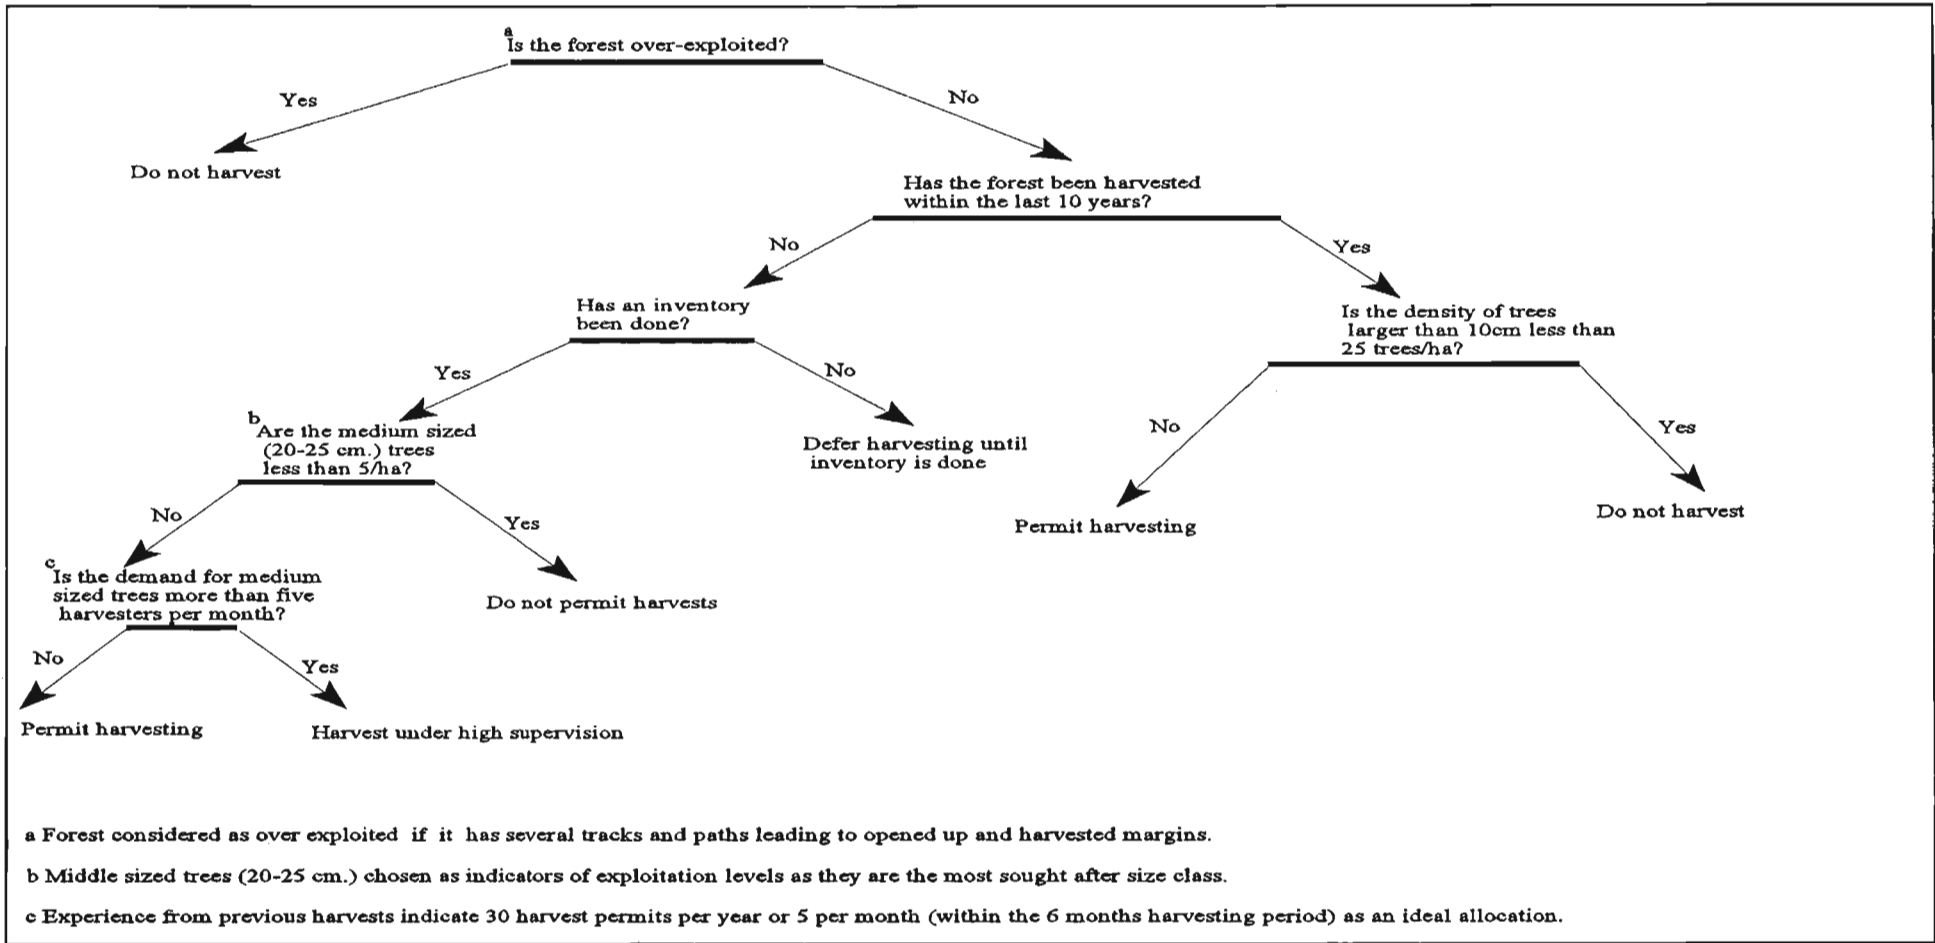 a
Is the forest over-exploited?
Yes
No
Do not harvest
Has the forest been harvested
within the last 10 years?
No
Yes
Has an inventory
been done?
Is the density of trees
larger than 10cm less than
25 trees/ha?
Yes
No
b
Are the medium sized
(20-25 cm.) trees
less than 5/ha?
Defer harvesting until
inventory is done
No
Yes
Permit harvesting
Do not harvest
No
Yes
c
Is the demand for medium
sized trees more than five
harvesters per month?
Do not permit harvests
No
Yes
Permit harvesting
Harvest under high supervision
a Forest considered as over exploited if it has several tracks and paths leading to opened up and harvested margins.
b Middle sized trees (20-25 cm.) chosen as indicators of exploitation levels as they are the most sought after size class.
c Experience from previous harvests indicate 30 harvest permits per year or 5 per month (within the 6 months harvesting period) as an ideal allocation.